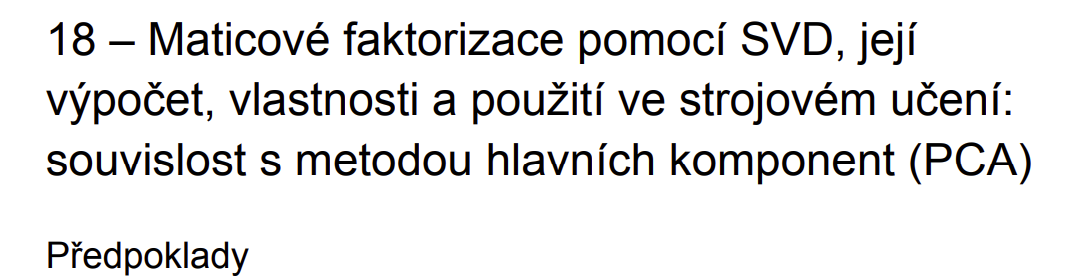 18 – Maticové faktorizace pomocí SVD, její
výpočet, vlastnosti a použití ve strojovém učení:
souvislost s metodou hlavních komponent (PCA)
Předpoklady